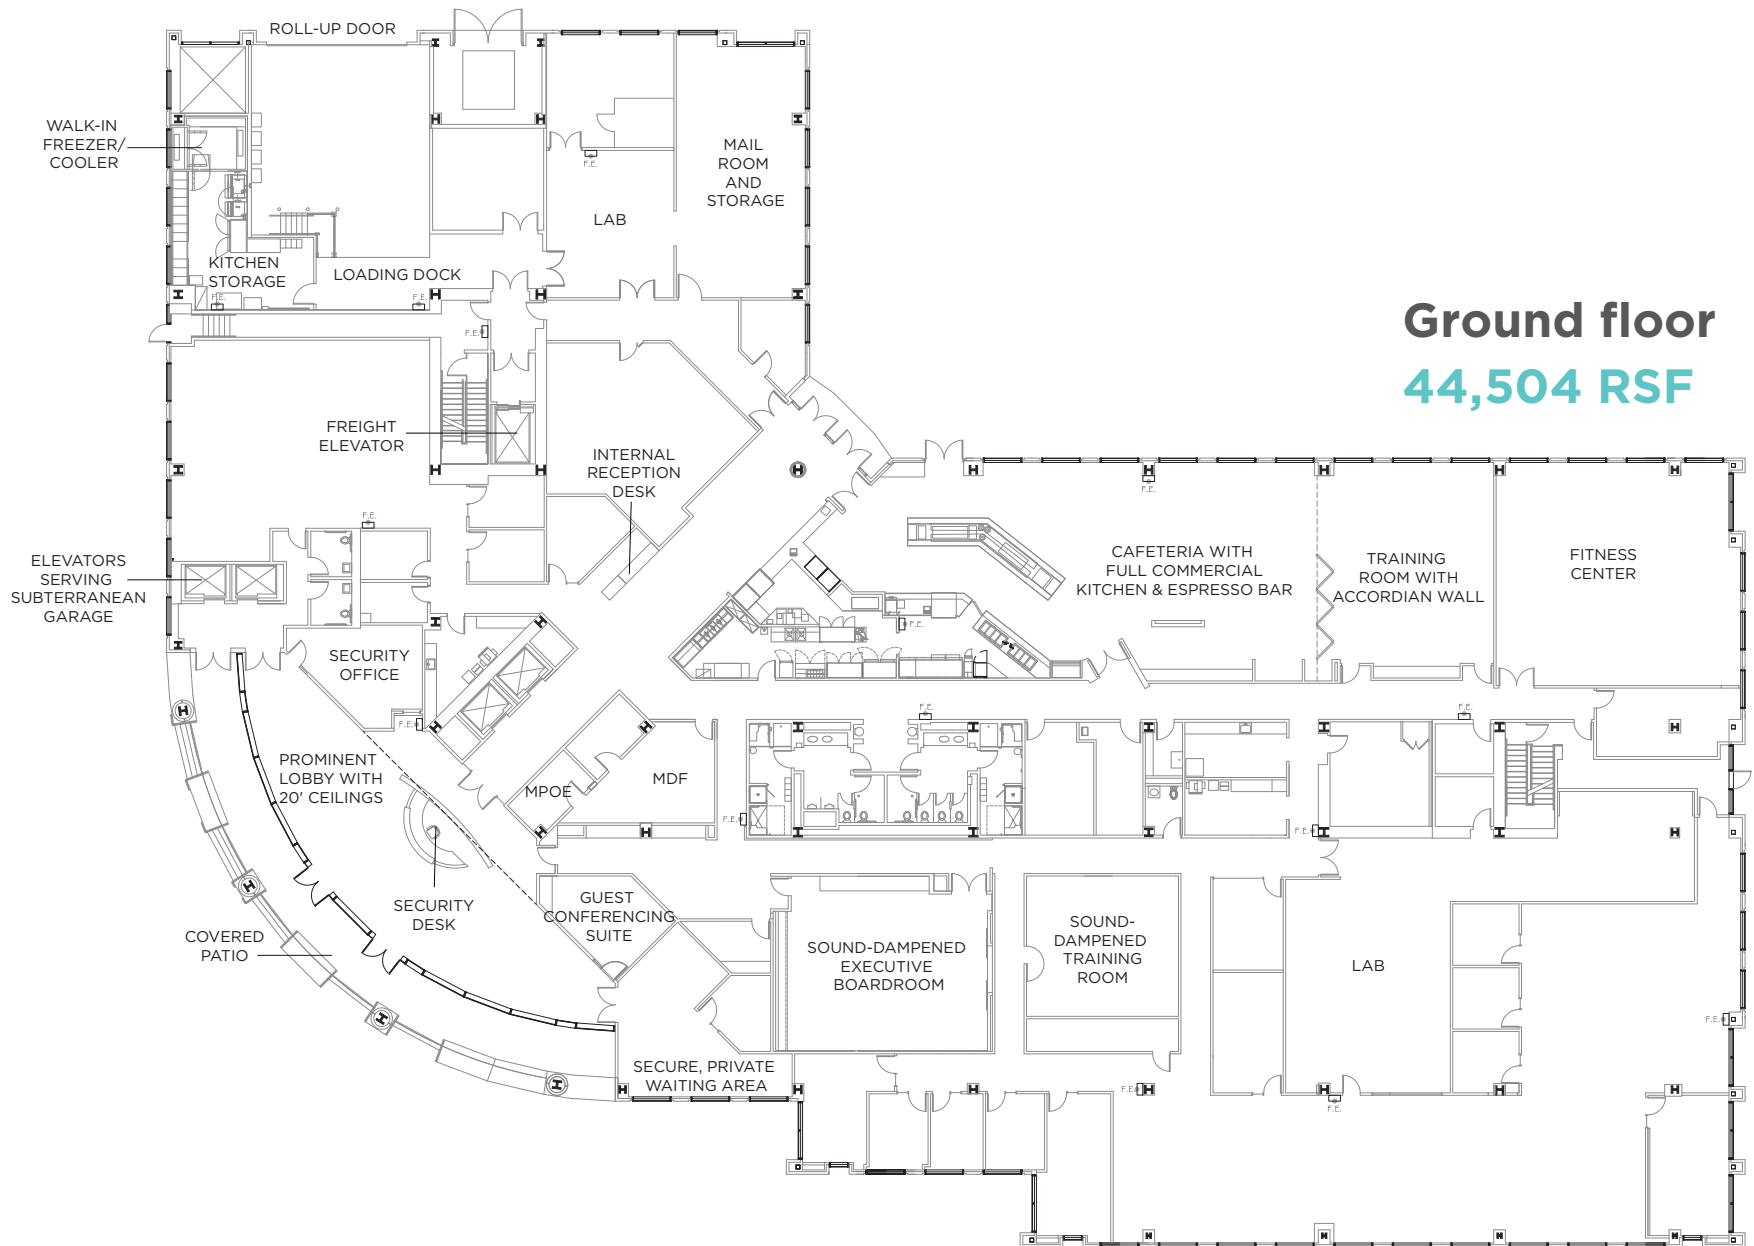 ROLL-UP DOOR
WALK-IN
FREEZER/
COOLER
MAIL
ROOM
AND
STORAGE
F.E.
LAB
KITCHEN
STORAGE
LOADING DOCK
F.E.
F.E.
F.E.
Ground floor
44,504 RSF
FREIGHT
ELEVATOR
INTERNAL
RECEPTION
DESK
F.E.
F.E.
ELEVATORS
SERVING
SUBTERRANEAN
GARAGE
CAFETERIA WITH
FULL COMMERCIAL
KITCHEN & ESPRESSO BAR
TRAINING
ROOM WITH
ACCORDIAN WALL
FITNESS
CENTER
F.E.
SECURITY
OFFICE
F.E.
F.E.
F.E.
PROMINENT
LOBBY WITH
20' CEILINGS
MPOE
MDF
F.E.
F.E.
SECURITY
DESK
COVERED
PATIO
GUEST
CONFERENCING
SUITE
SOUND-DAMPENED
EXECUTIVE
BOARDROOM
SOUND-
DAMPENED
TRAINING
ROOM
LAB
F.E.
SECURE, PRIVATE
WAITING AREA
F.E.
F.E.